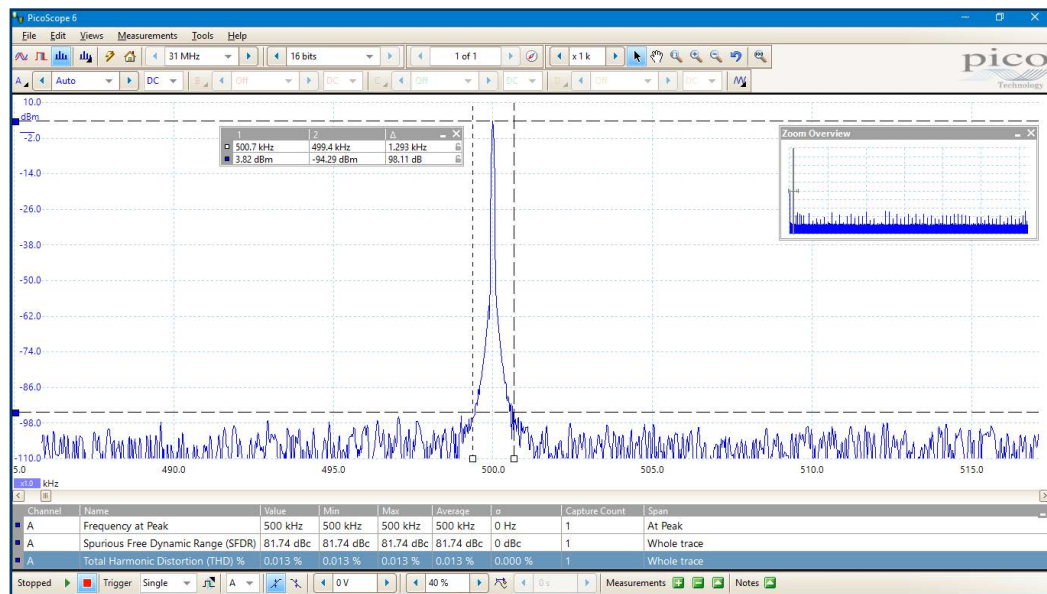 PicoScope 6
File Edit Views Measurements Tools Help
31 MHz 16 bits 1 of 1 x 1 k
pico
Technology
A Auto DC B Off DC C Off DC D Off DC
10.0
dBm
-2.0
-14.0
-26.0
-38.0
-50.0
-62.0
-74.0
-86.0
-98.0
-110.0
1 2 Δ
500.7 kHz 499.4 kHz 1.293 kHz
3.82 dBm -94.29 dBm 98.11 dB
Zoom Overview
5.0 490.0 495.0 500.0 505.0 510.0 515.0
x1.0 kHz
Channel Name Value Min Max Average σ Capture Count Span
A Frequency at Peak 500 kHz 500 kHz 500 kHz 500 kHz 0 Hz 1 At Peak
A Spurious Free Dynamic Range (SFDR) 81.74 dBc 81.74 dBc 81.74 dBc 81.74 dBc 0 dBc 1 Whole trace
A Total Harmonic Distortion (THD) % 0.013 % 0.013 % 0.013 % 0.013 % 0.000 % 1 Whole trace
Stopped Trigger Single A 0 V 40 % 0 s Measurements Notes